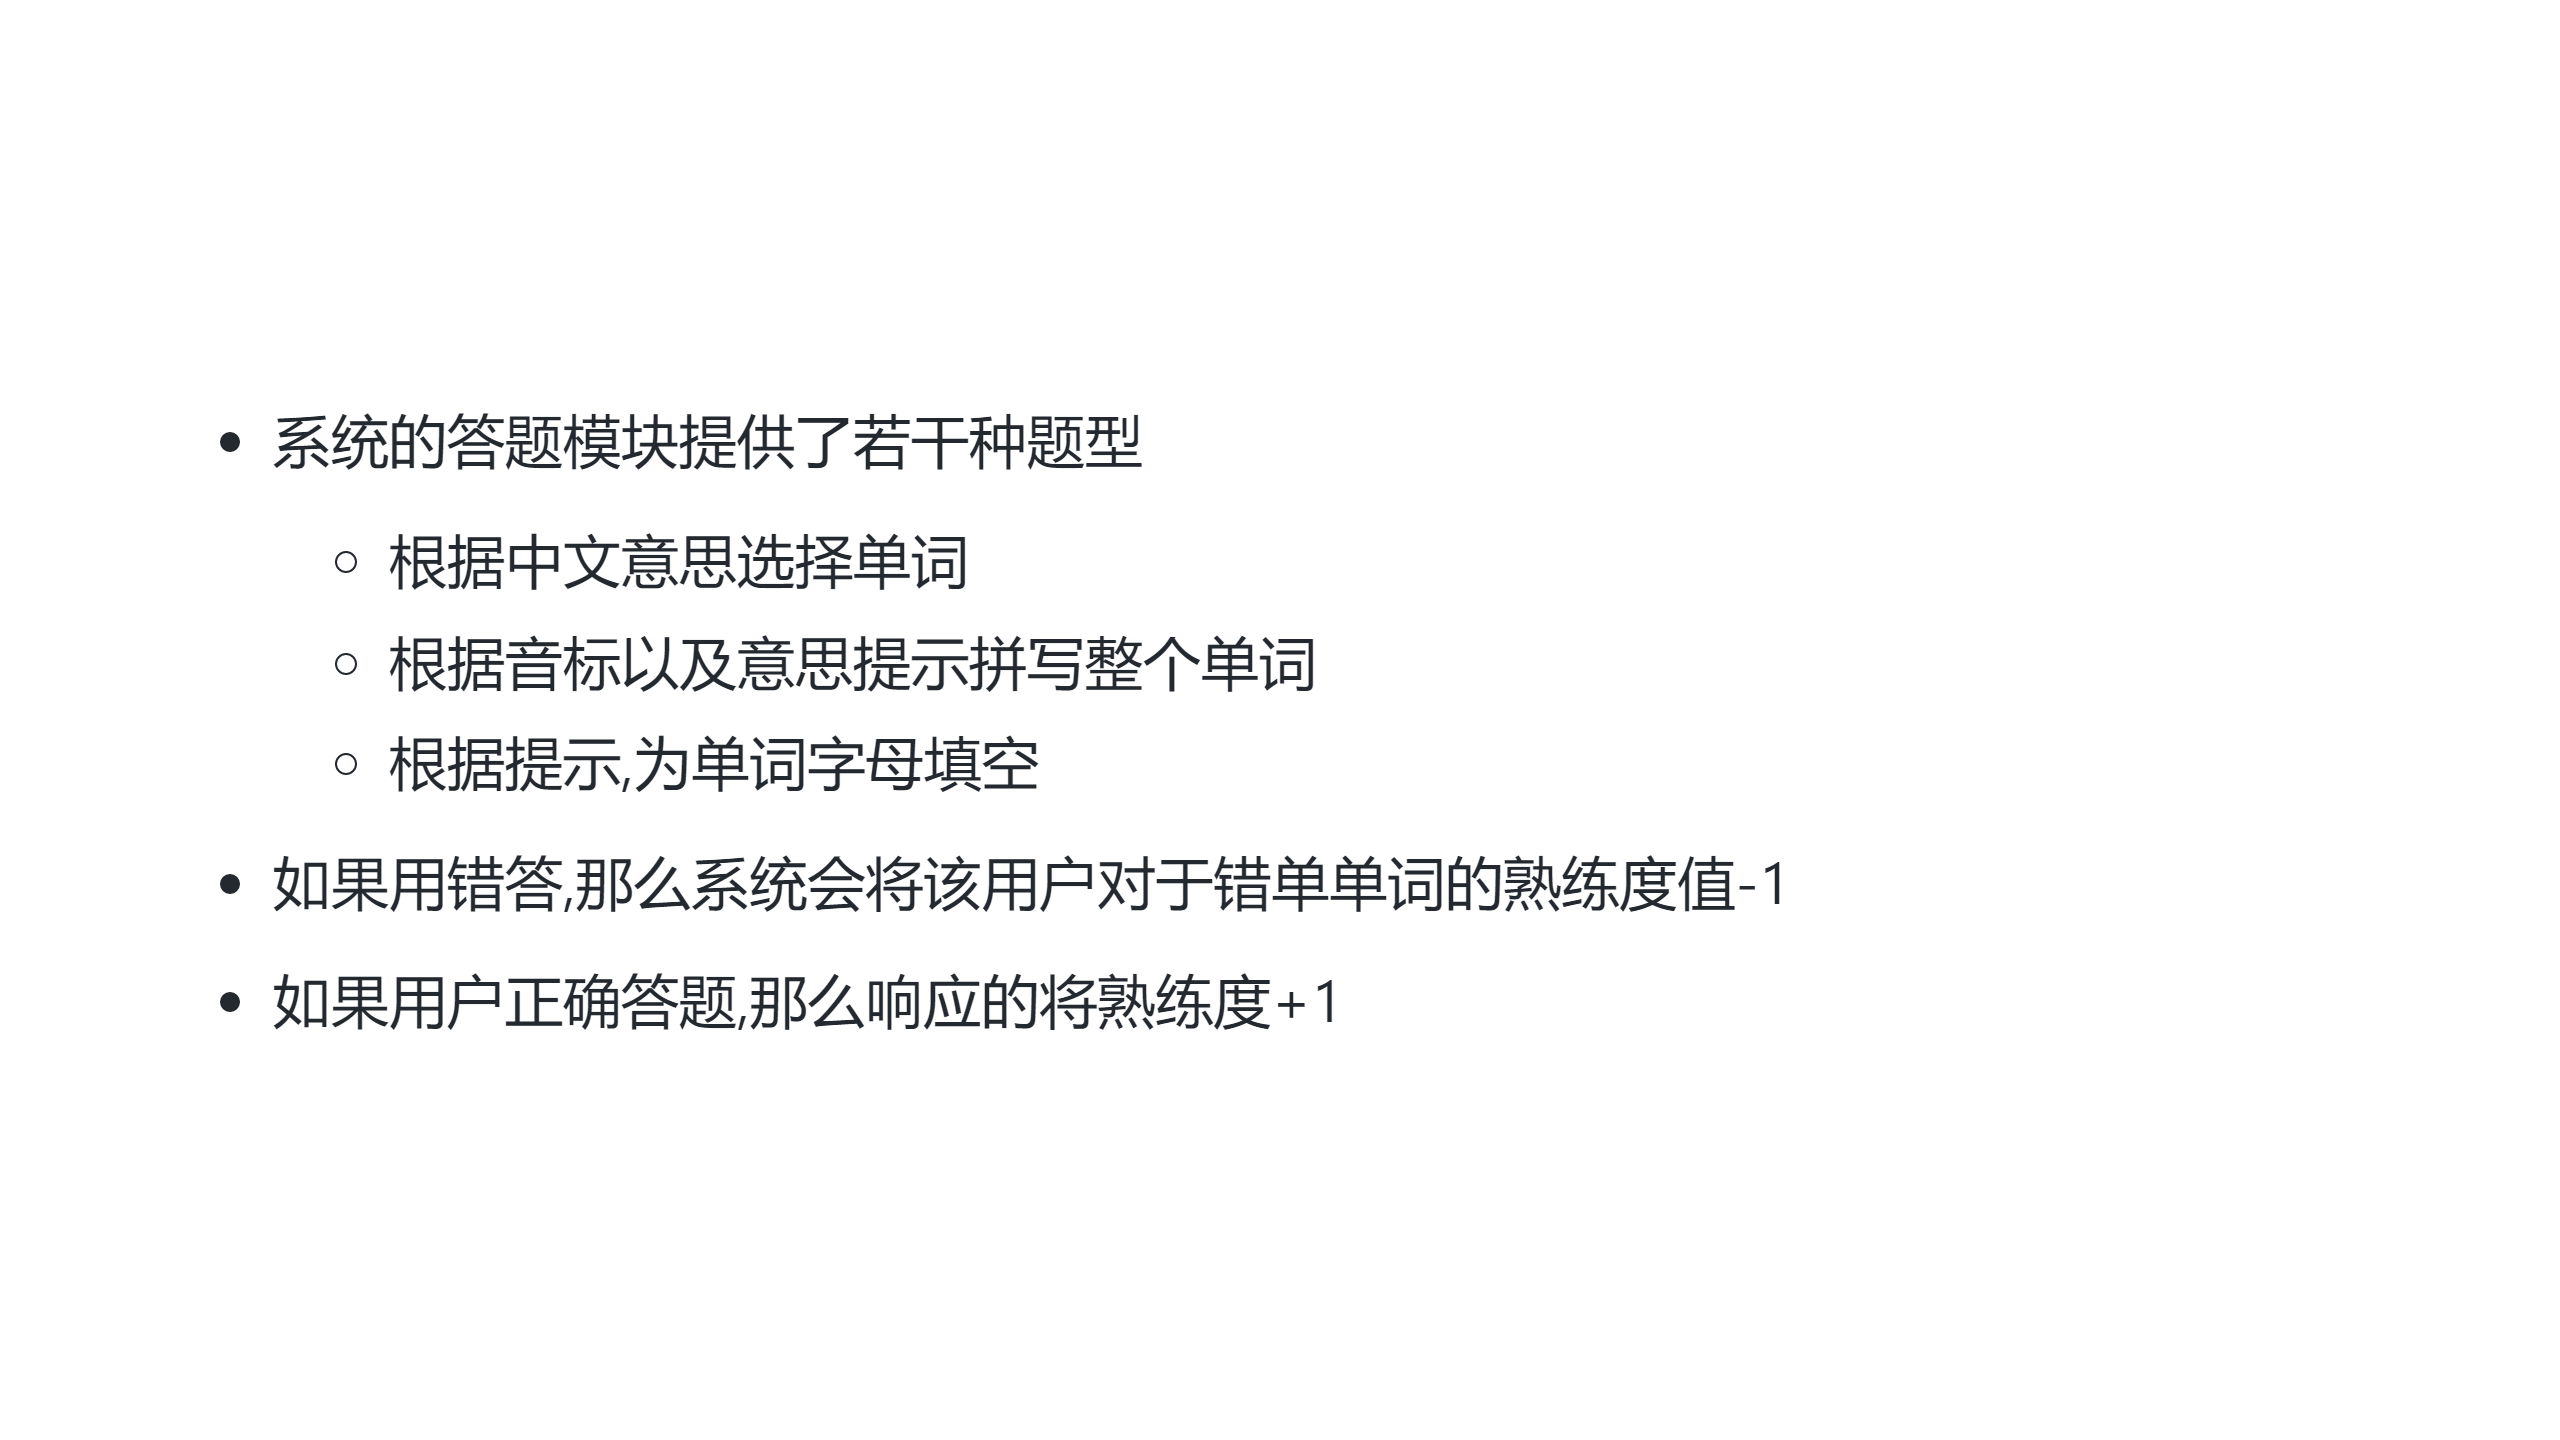 系统的答题模块提供了若干种题型
根据中文意思选择单词
根据音标以及意思提示拼写整个单词
根据提示,为单词字母填空
如果用错答,那么系统会将该用户对于错单单词的熟练度值-1
如果用户正确答题,那么响应的将熟练度+1